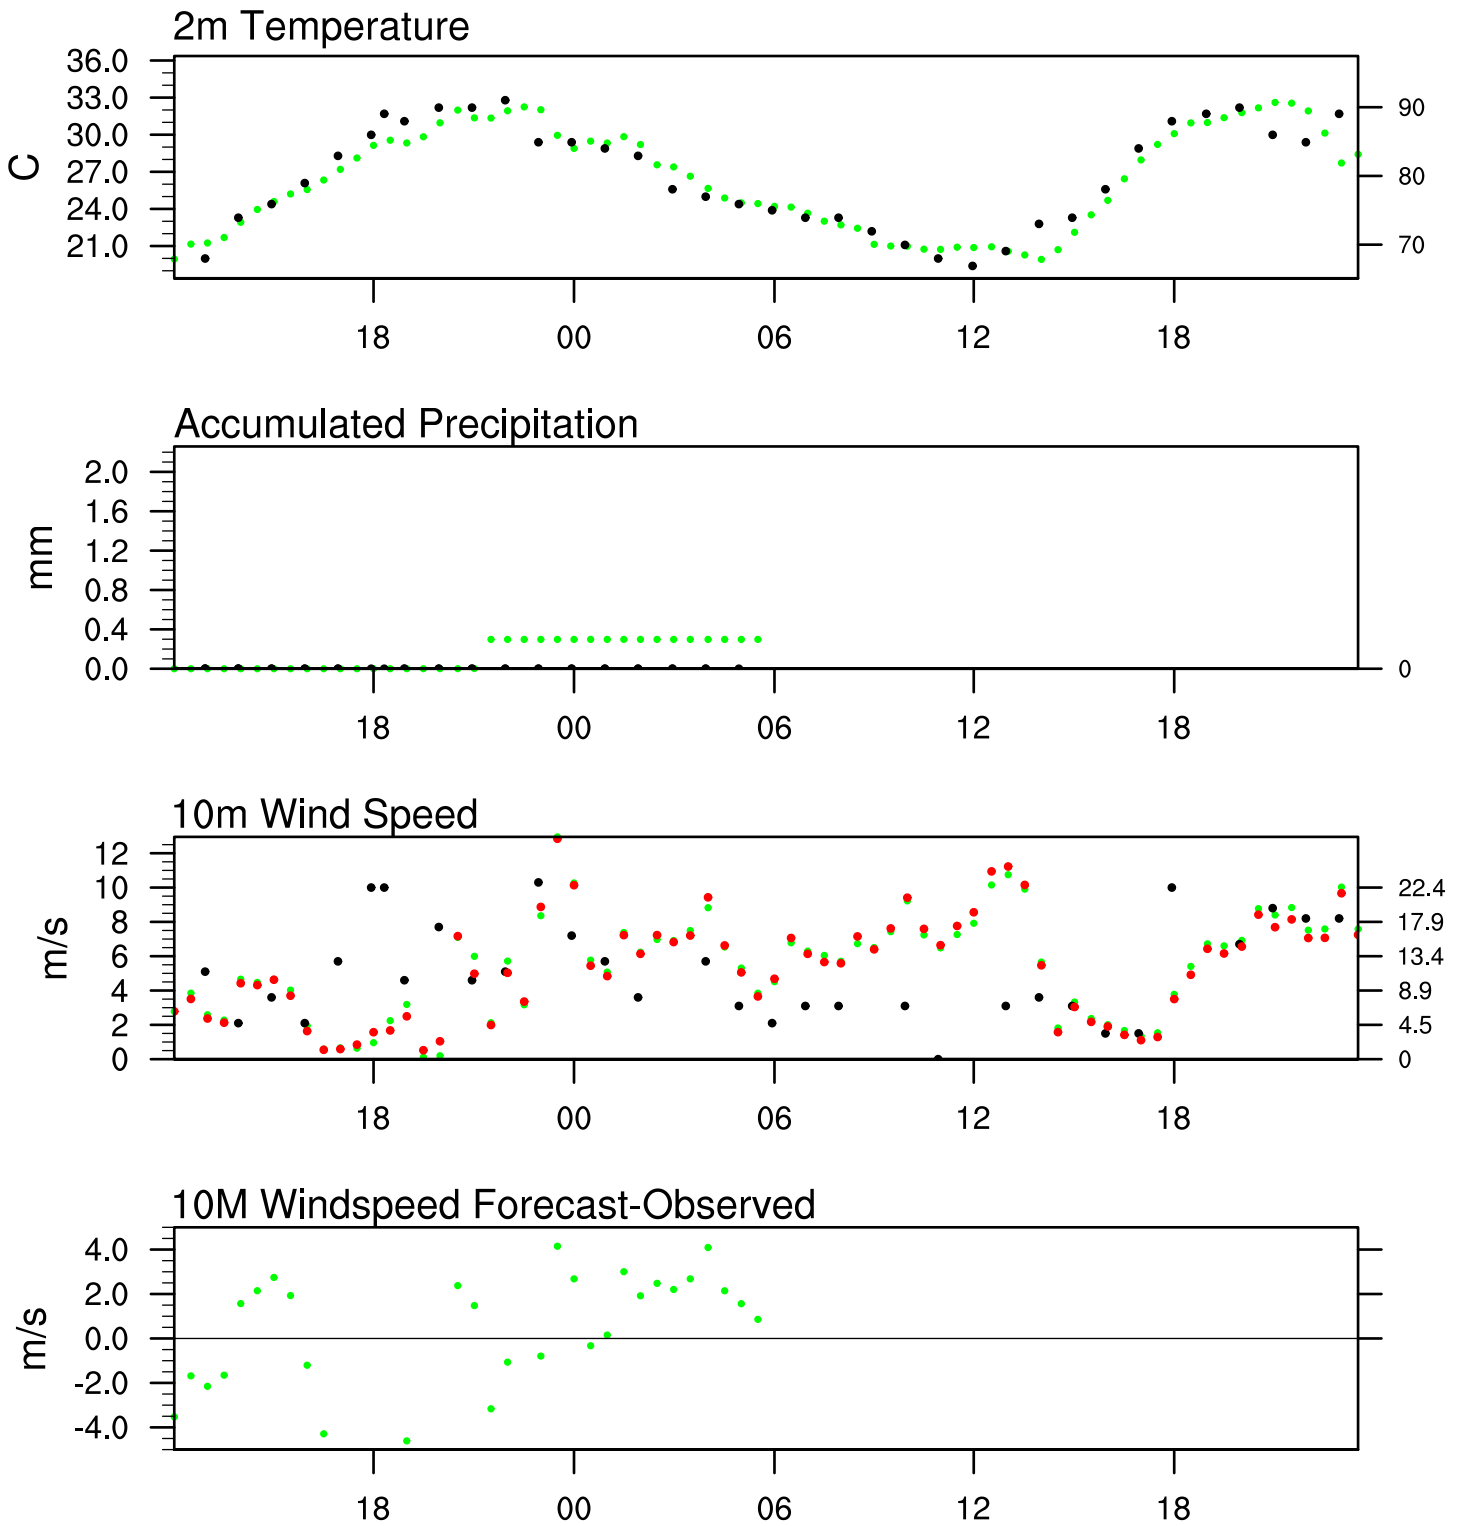 2m Temperature
36.0
33.0
30.0
27.0
24.0
21.0
C
90
80
70
18 00 06 12 18
Accumulated Precipitation
2.0
1.6
1.2
0.8
0.4
0.0
mm
0
18 00 06 12 18
10m Wind Speed
12
10
8
6
4
2
0
m/s
22.4
17.9
13.4
8.9
4.5
0
18 00 06 12 18
10M Windspeed Forecast-Observed
4.0
2.0
0.0
-2.0
-4.0
m/s
18 00 06 12 18